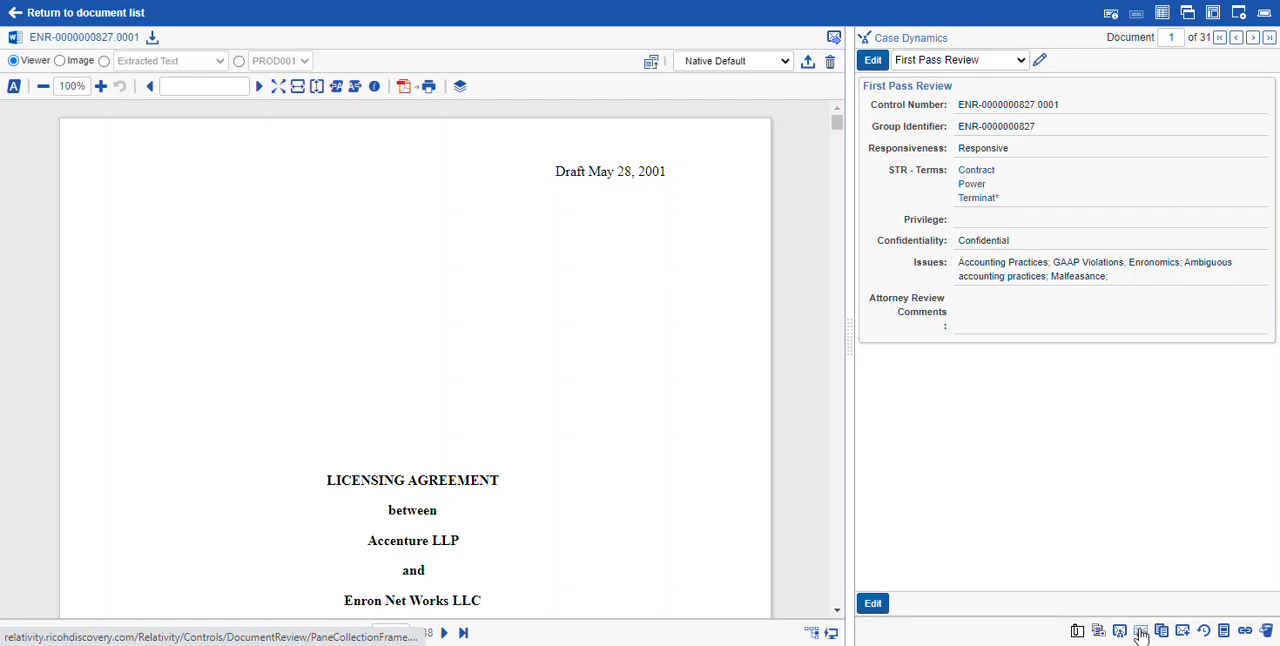 Return to document list
ENR-0000000827.0001
Case Dynamics
Document 1 of 31
Viewer Image Extracted Text PROD001
Native Default
Edit First Pass Review
100%
First Pass Review
Control Number: ENR-0000000827.0001
Group Identifier: ENR-0000000827
Responsiveness: Responsive
STR - Terms: Contract
Power
Terminat*
Privilege:
Confidentiality: Confidential
Issues: Accounting Practices; GAAP Violations; Enronomics; Ambiguous
accounting practices; Malfeasance;
Attorney Review
Comments
:
Draft May 28, 2001
LICENSING AGREEMENT
between
Accenture LLP
and
Enron Net Works LLC
Edit
relativity.ricohdiscovery.com/Relativity/Controls/DocumentReview/PaneCollectionFrame....